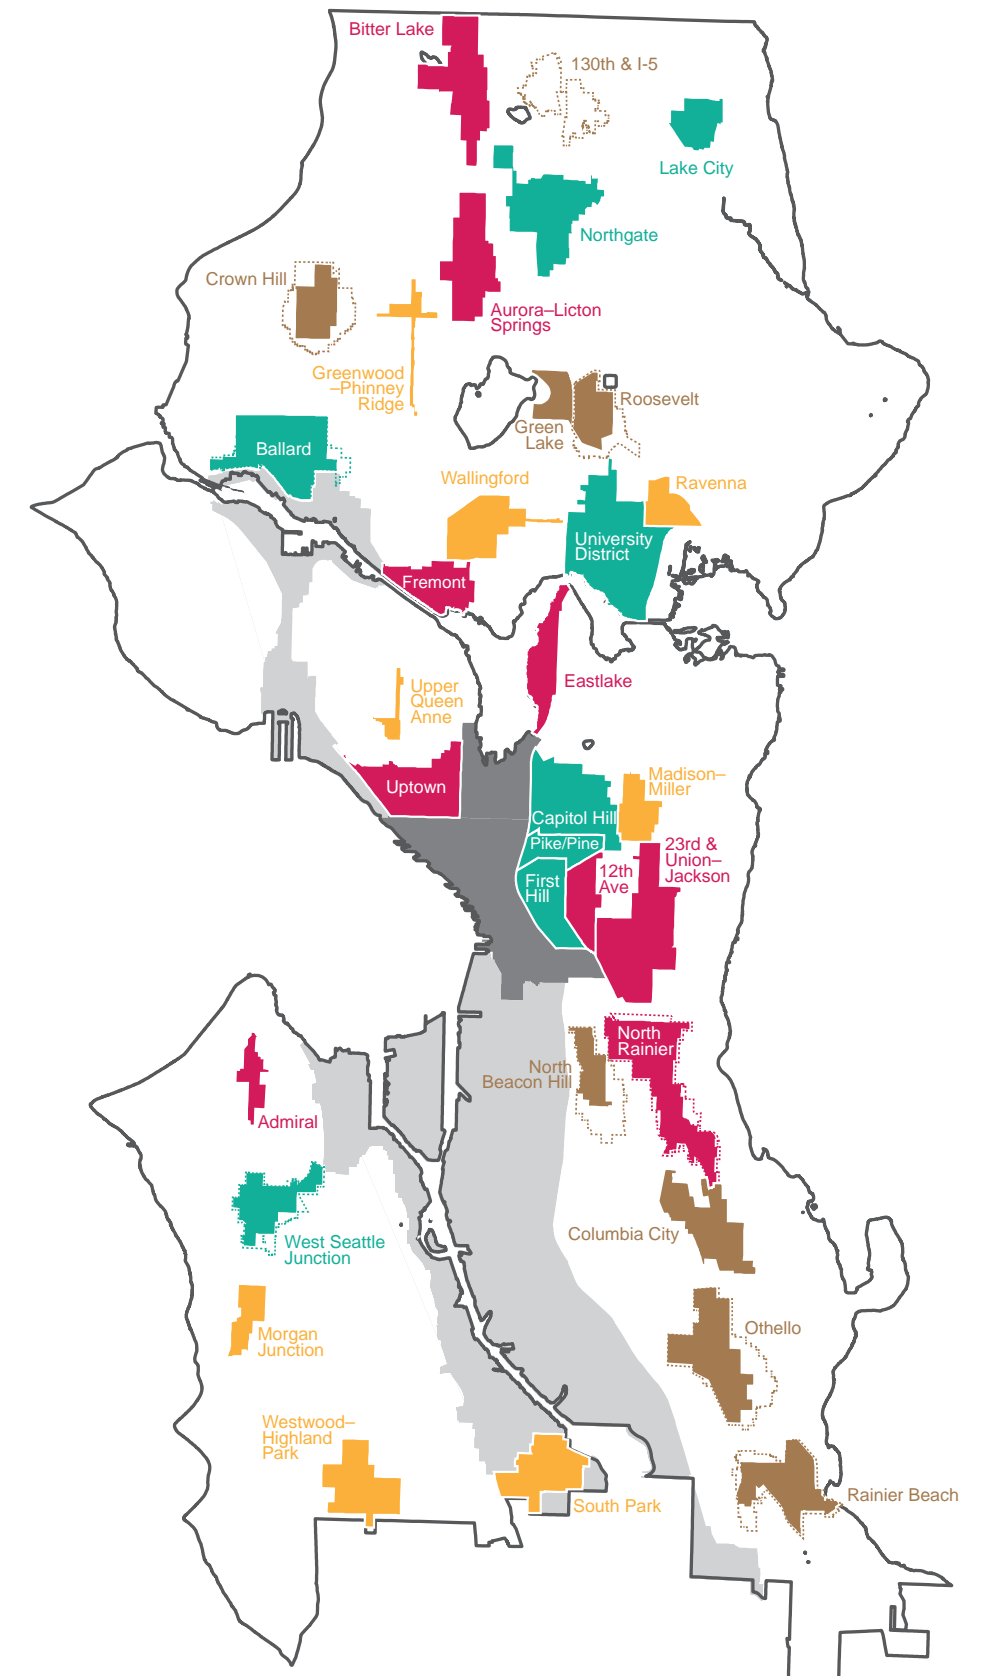 Bitter Lake
130th & I-5
Lake City
Northgate
Crown Hill
Aurora–Licton
Springs
Greenwood
–Phinney
Ridge
Roosevelt
Green
Lake
Ballard
Wallingford
Ravenna
University
District
Fremont
Eastlake
Upper
Queen
Anne
Uptown
Madison–
Miller
Capitol Hill
Pike/Pine
23rd &
Union–
Jackson
12th
Ave
First
Hill
North
Rainier
North
Beacon Hill
Admiral
Columbia City
West Seattle
Junction
Othello
Morgan
Junction
Westwood–
Highland
Park
Rainier Beach
South Park